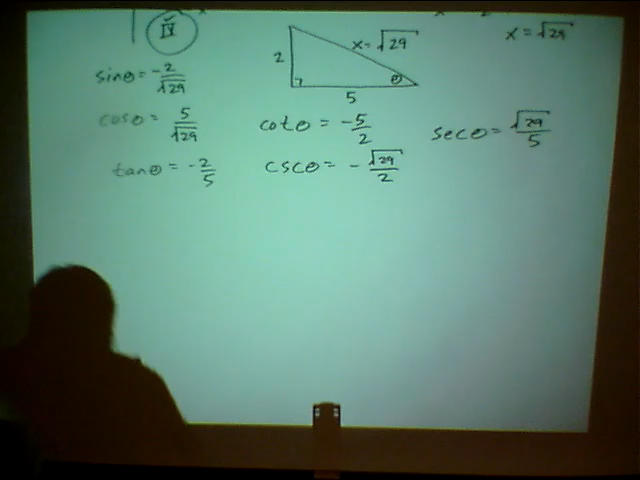 IV
x = √29
x = √29
2
θ
5
sinθ = -2/√29
cosθ = 5/√29
cotθ = -5/2
secθ = √29/5
tanθ = -2/5
cscθ = -√29/2